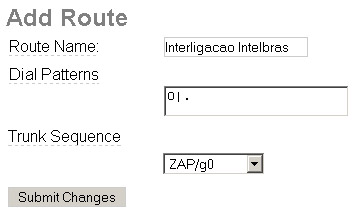 Add Route
Route Name: Interligacao Intelbras
Dial Patterns
0|.
Trunk Sequence
ZAP/g0
Submit Changes